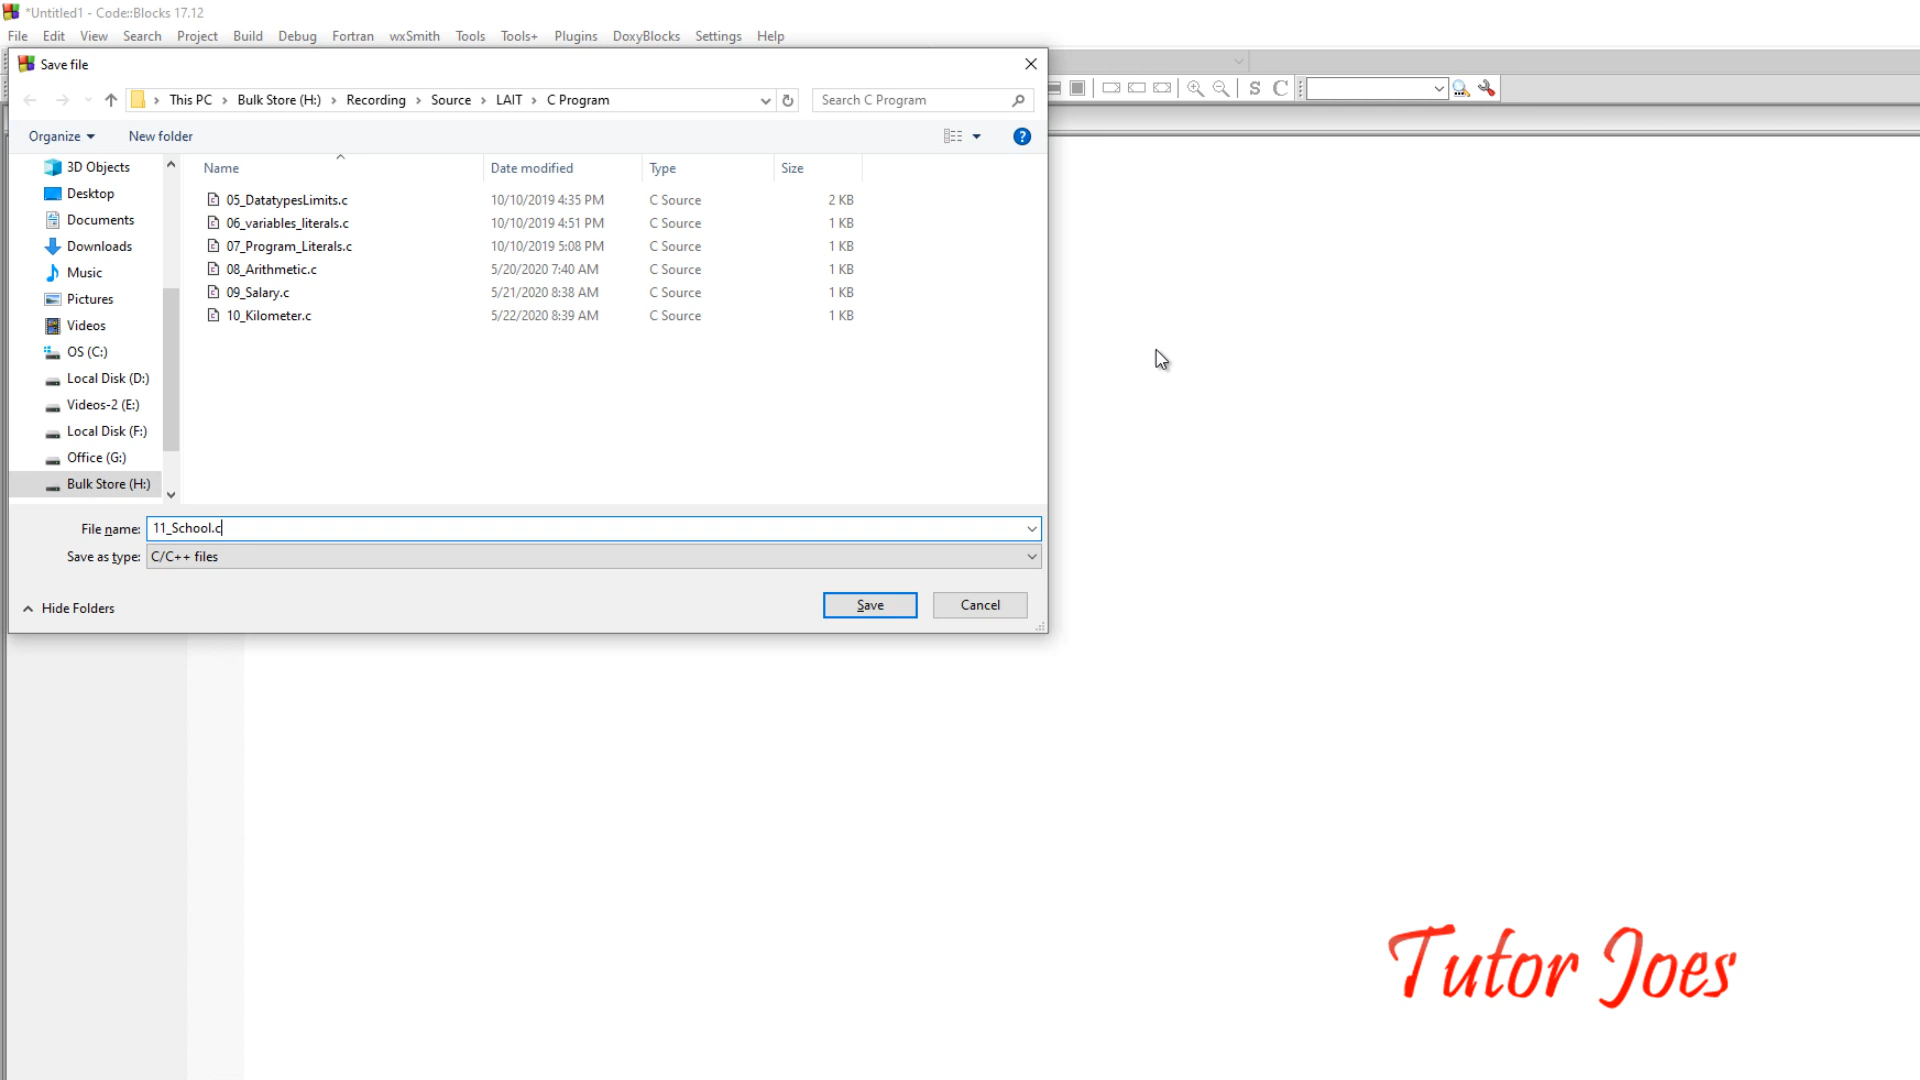 *Untitled1 - Code::Blocks 17.12
File Edit View Search Project Build Debug Fortran wxSmith Tools Tools+ Plugins DoxyBlocks Settings Help
Save file
This PC > Bulk Store (H:) > Recording > Source > LAIT > C Program
Search C Program
S C
Organize New folder
Name Date modified Type Size
3D Objects
Desktop
Documents
Downloads
Music
Pictures
Videos
OS (C:)
Local Disk (D:)
Videos-2 (E:)
Local Disk (F:)
Office (G:)
Bulk Store (H:)
05_DatatypesLimits.c 10/10/2019 4:35 PM C Source 2 KB
06_variables_literals.c 10/10/2019 4:51 PM C Source 1 KB
07_Program_Literals.c 10/10/2019 5:08 PM C Source 1 KB
08_Arithmetic.c 5/20/2020 7:40 AM C Source 1 KB
09_Salary.c 5/21/2020 8:38 AM C Source 1 KB
10_Kilometer.c 5/22/2020 8:39 AM C Source 1 KB
File name: 11_School.c
Save as type: C/C++ files
Hide Folders
Save Cancel
Tutor Joes